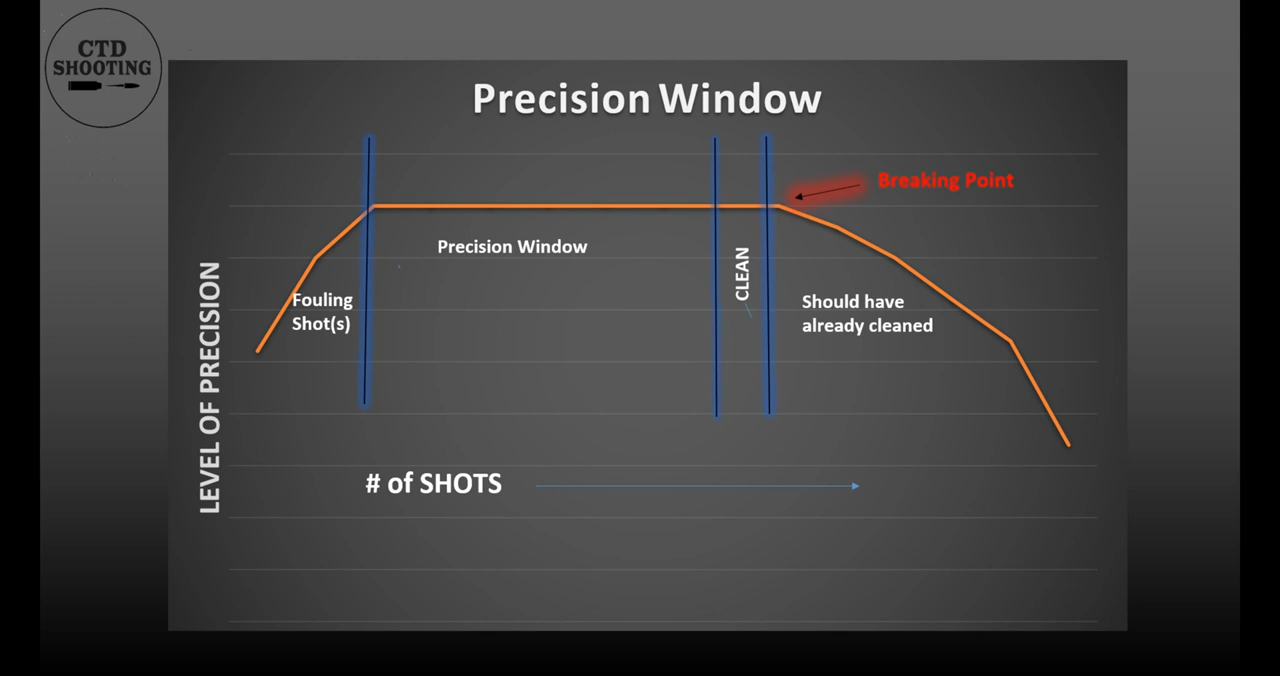 CTD
SHOOTING
Precision Window
Breaking Point
Precision Window
CLEAN
Fouling
Shot(s)
Should have
already cleaned
LEVEL OF PRECISION
# of SHOTS